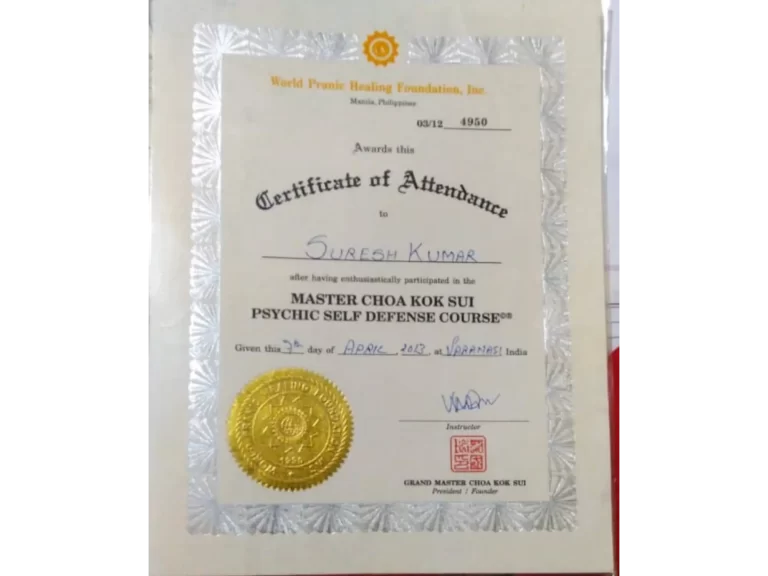 World Pranic Healing Foundation, Inc.
Manila, Philippines
03/12 4950
Awards this
Certificate of Attendance
to
SURESH KUMAR
after having enthusiastically participated in the
MASTER CHOA KOK SUI
PSYCHIC SELF DEFENSE COURSE©®
Given this 7th day of APRIL, 2013 at VARANASI India
Instructor
GRAND MASTER CHOA KOK SUI
President / Founder